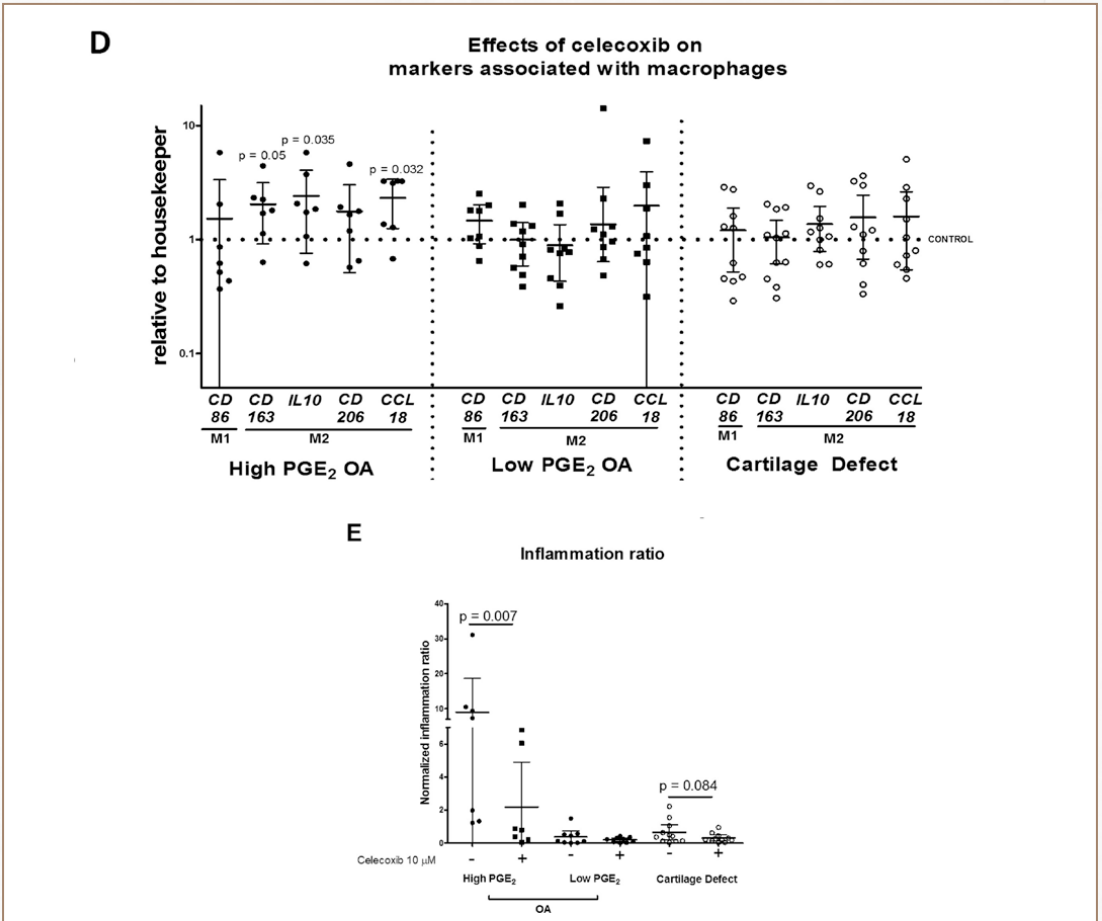 D
Effects of celecoxib on
markers associated with macrophages
relative to housekeeper
10
1
0.1
p = 0.05
p = 0.035
p = 0.032
CONTROL
CD CD IL10 CD CCL CD CD IL10 CD CCL CD CD IL10 CD CCL
86 163 206 18 86 163 206 18 86 163 206 18
M1 M2 M1 M2 M1 M2
High PGE2 OA Low PGE2 OA Cartilage Defect
E
Inflammation ratio
Normalized inflammation ratio
40
30
20
10
6
4
2
0
p = 0.007
p = 0.084
Celecoxib 10 µM - + - + - +
High PGE2 Low PGE2 Cartilage Defect
OA